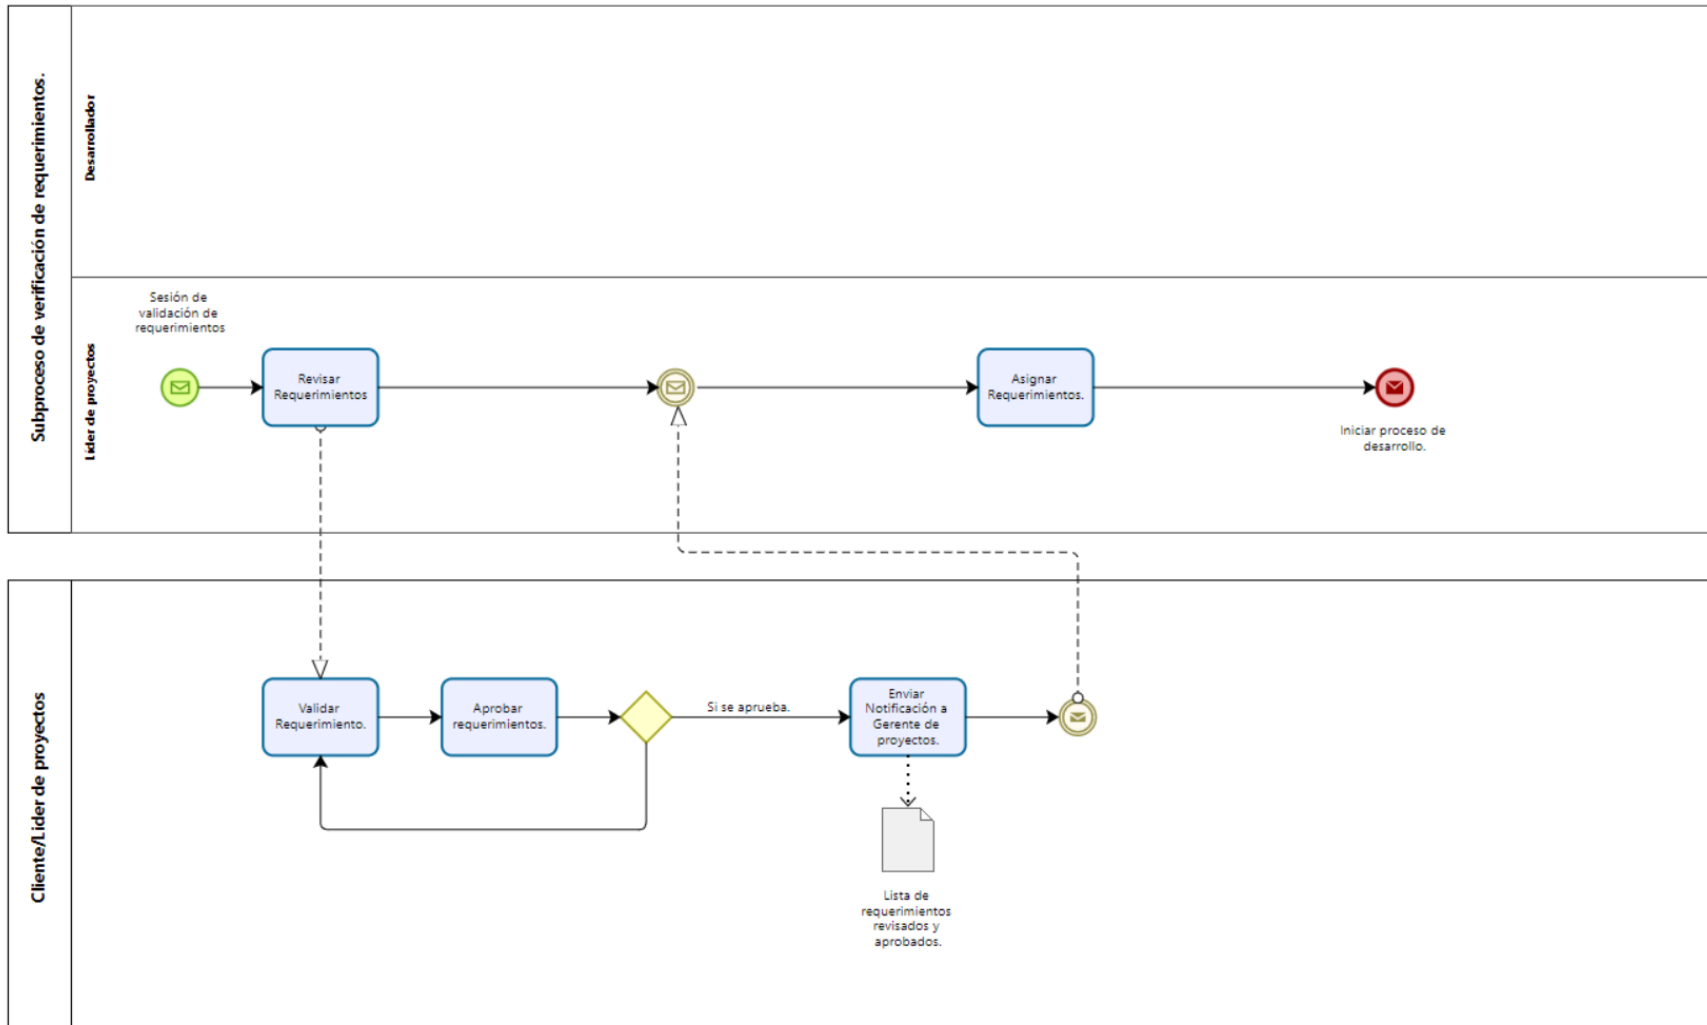 Subproceso de verificación de requerimientos.
Desarrollador
Lider de proyectos
Sesión de
validación de
requerimientos
Revisar
Requerimientos
Asignar
Requerimientos.
Iniciar proceso de
desarrollo.
Cliente/Lider de proyectos
Validar
Requerimiento.
Aprobar
requerimientos.
Si se aprueba.
Enviar
Notificación a
Gerente de
proyectos.
Lista de
requerimientos
revisados y
aprobados.